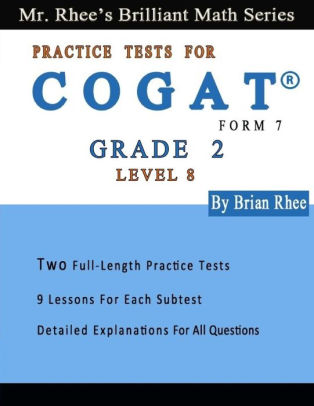 Mr. Rhee's Brilliant Math Series
PRACTICE TESTS FOR
COGAT®
FORM 7
GRADE 2
LEVEL 8
By Brian Rhee
Two Full-Length Practice Tests
9 Lessons For Each Subtest
Detailed Explanations For All Questions